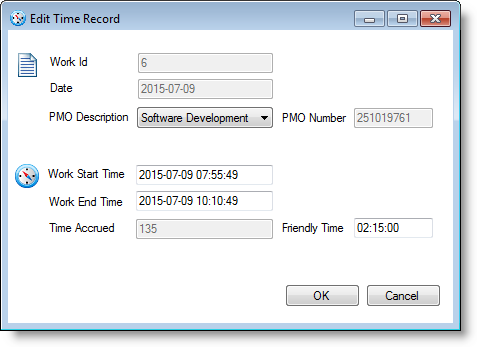 Edit Time Record
Work Id 6
Date 2015-07-09
PMO Description Software Development PMO Number 251019761
Work Start Time 2015-07-09 07:55:49
Work End Time 2015-07-09 10:10:49
Time Accrued 135 Friendly Time 02:15:00
OK Cancel